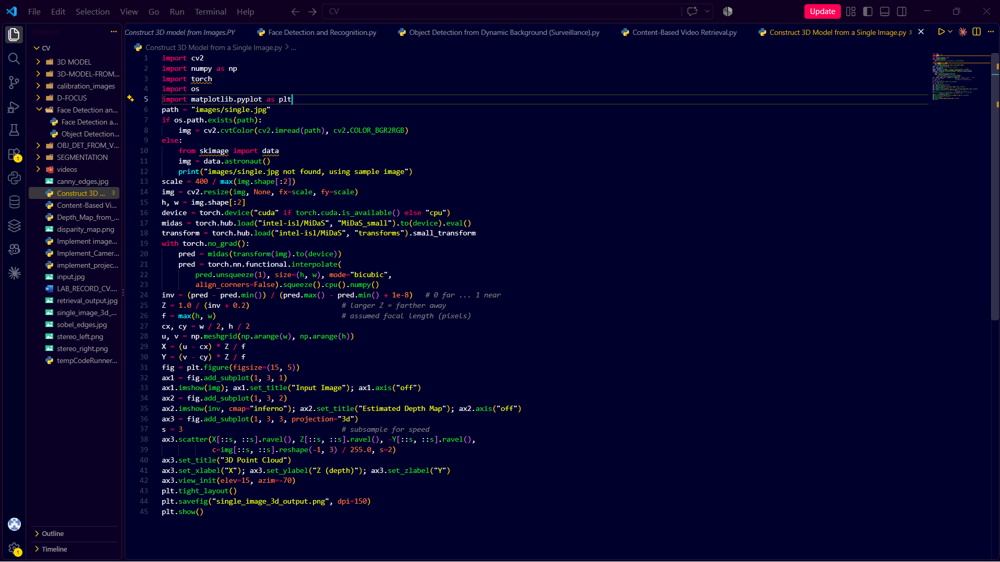 File Edit Selection View Go Run Terminal Help
CV
Update
Explorer
Construct 3D model from Images.PY
Face Detection and Recognition.py
Object Detection from Dynamic Background (Surveillance).py
Content-Based Video Retrieval.py
Construct 3D Model from a Single Image.py 3
CV
3D MODEL
3D-MODEL-FROM...
calibration_images
D-FOCUS
Face Detection an...
Face Detection a...
Object Detection...
OBJ_DET_FROM_V...
SEGMENTATION
videos
canny_edges.jpg
Construct 3D ... 3
Content-Based Vi...
Depth_Map_from_...
disparity_map.png
Implement image...
Implement_Camer...
implement_projec...
input.jpg
LAB_RECORD_CV....
retrieval_output.jpg
single_image_3d_...
sobel_edges.jpg
stereo_left.png
stereo_right.png
tempCodeRunner...
Outline
Timeline
1
1
Construct 3D Model from a Single Image.py > ...
1 import cv2
2 import numpy as np
3 import torch
4 import os
5 import matplotlib.pyplot as plt
6 path = "images/single.jpg"
7 if os.path.exists(path):
8     img = cv2.cvtColor(cv2.imread(path), cv2.COLOR_BGR2RGB)
9 else:
10     from skimage import data
11     img = data.astronaut()
12     print("images/single.jpg not found, using sample image")
13 scale = 400 / max(img.shape[:2])
14 img = cv2.resize(img, None, fx=scale, fy=scale)
15 h, w = img.shape[:2]
16 device = torch.device("cuda" if torch.cuda.is_available() else "cpu")
17 midas = torch.hub.load("intel-isl/MiDaS", "MiDaS_small").to(device).eval()
18 transform = torch.hub.load("intel-isl/MiDaS", "transforms").small_transform
19 with torch.no_grad():
20     pred = midas(transform(img).to(device))
21     pred = torch.nn.functional.interpolate(
22         pred.unsqueeze(1), size=(h, w), mode="bicubic",
23         align_corners=False).squeeze().cpu().numpy()
24 inv = (pred - pred.min()) / (pred.max() - pred.min() + 1e-8)   # 0 far ... 1 near
25 Z = 1.0 / (inv + 0.2)                      # larger Z = farther away
26 f = max(h, w)                              # assumed focal length (pixels)
27 cx, cy = w / 2, h / 2
28 u, v = np.meshgrid(np.arange(w), np.arange(h))
29 X = (u - cx) * Z / f
30 Y = (v - cy) * Z / f
31 fig = plt.figure(figsize=(15, 5))
32 ax1 = fig.add_subplot(1, 3, 1)
33 ax1.imshow(img); ax1.set_title("Input Image"); ax1.axis("off")
34 ax2 = fig.add_subplot(1, 3, 2)
35 ax2.imshow(inv, cmap="inferno"); ax2.set_title("Estimated Depth Map"); ax2.axis("off")
36 ax3 = fig.add_subplot(1, 3, 3, projection="3d")
37 s = 3                                      # subsample for speed
38 ax3.scatter(X[::s, ::s].ravel(), Z[::s, ::s].ravel(), -Y[::s, ::s].ravel(),
39             c=img[::s, ::s].reshape(-1, 3) / 255.0, s=2)
40 ax3.set_title("3D Point Cloud")
41 ax3.set_xlabel("X"); ax3.set_ylabel("Z (depth)"); ax3.set_zlabel("Y")
42 ax3.view_init(elev=15, azim=-70)
43 plt.tight_layout()
44 plt.savefig("single_image_3d_output.png", dpi=150)
45 plt.show()